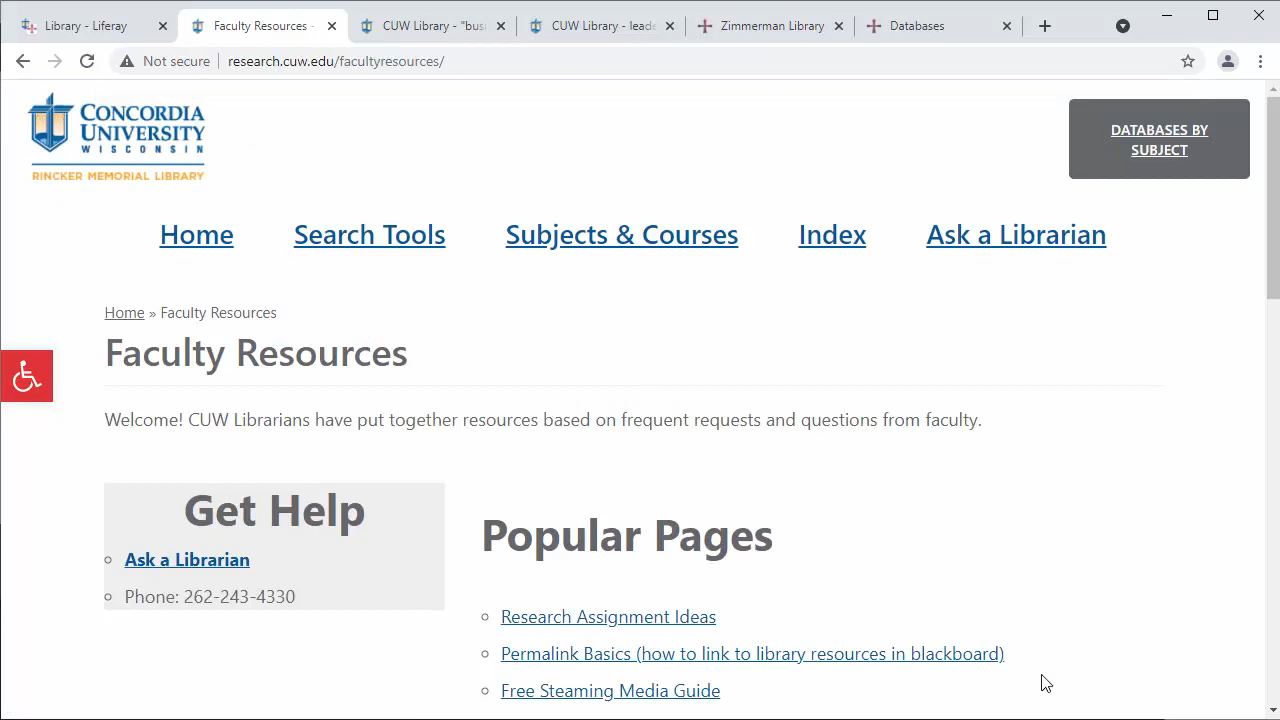 Library - Liferay
Faculty Resources -
CUW Library - "busi
CUW Library - leade
Zimmerman Library
Databases
Not secure
research.cuw.edu/facultyresources/
CONCORDIA
UNIVERSITY
WISCONSIN
RINCKER MEMORIAL LIBRARY
DATABASES BY
SUBJECT
Home Search Tools Subjects & Courses Index Ask a Librarian
Home » Faculty Resources
Faculty Resources
Welcome! CUW Librarians have put together resources based on frequent requests and questions from faculty.
Get Help
Ask a Librarian
Phone: 262-243-4330
Popular Pages
Research Assignment Ideas
Permalink Basics (how to link to library resources in blackboard)
Free Steaming Media Guide